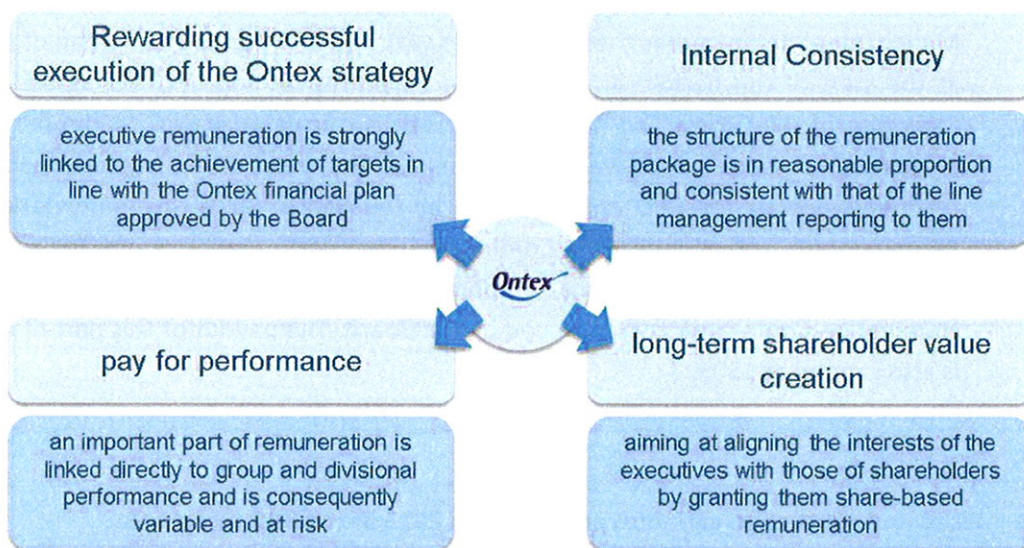 Rewarding successful
execution of the Ontex strategy
executive remuneration is strongly
linked to the achievement of targets in
line with the Ontex financial plan
approved by the Board
Internal Consistency
the structure of the remuneration
package is in reasonable proportion
and consistent with that of the line
management reporting to them
Ontex
pay for performance
an important part of remuneration is
linked directly to group and divisional
performance and is consequently
variable and at risk
long-term shareholder value
creation
aiming at aligning the interests of the
executives with those of shareholders
by granting them share-based
remuneration